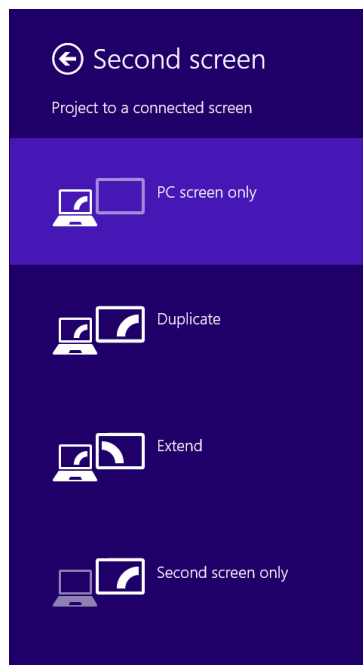 Second screen
Project to a connected screen
PC screen only
Duplicate
Extend
Second screen only